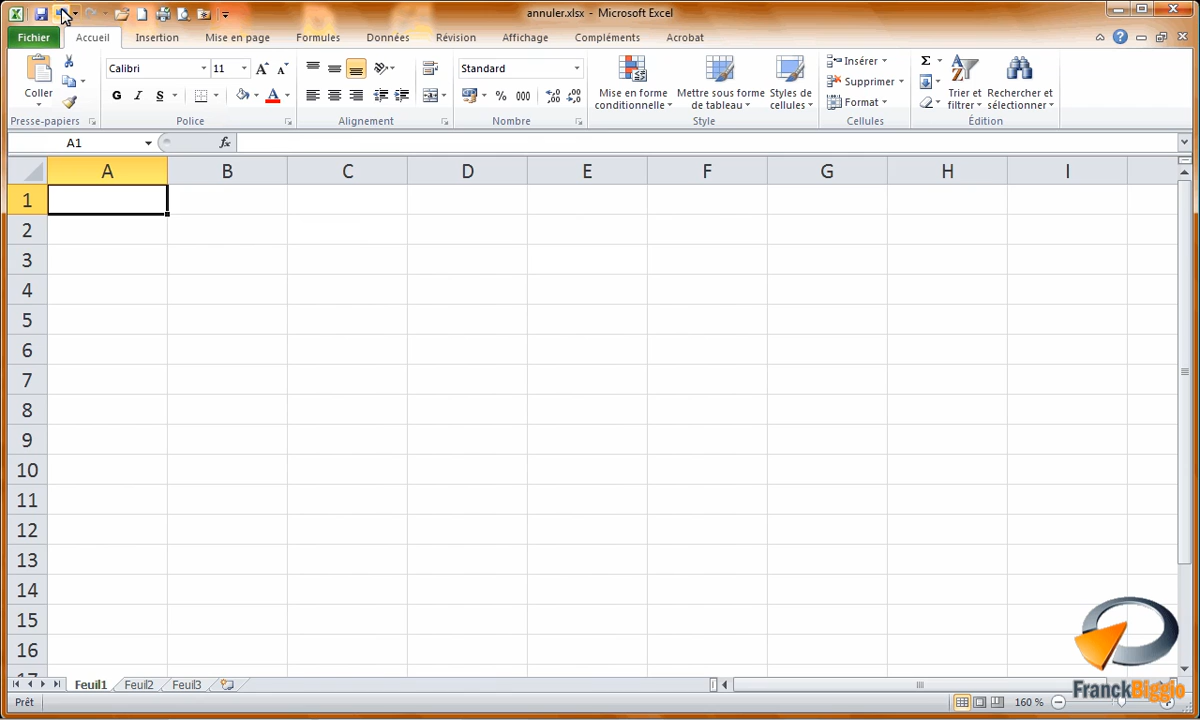 annuler.xlsx - Microsoft Excel
Fichier Accueil Insertion Mise en page Formules Données Révision Affichage Compléments Acrobat
Coller
Presse-papiers
Calibri 11
G I S
Police
Alignement
Standard
% 000
Nombre
Mise en forme conditionnelle
Mettre sous forme de tableau
Styles de cellules
Style
Insérer
Supprimer
Format
Cellules
Σ
Trier et filtrer
Rechercher et sélectionner
Édition
A1 fx
A B C D E F G H I
1
2
3
4
5
6
7
8
9
10
11
12
13
14
15
16
17
FranckBiggio
Feuil1 Feuil2 Feuil3
Prêt 160 %